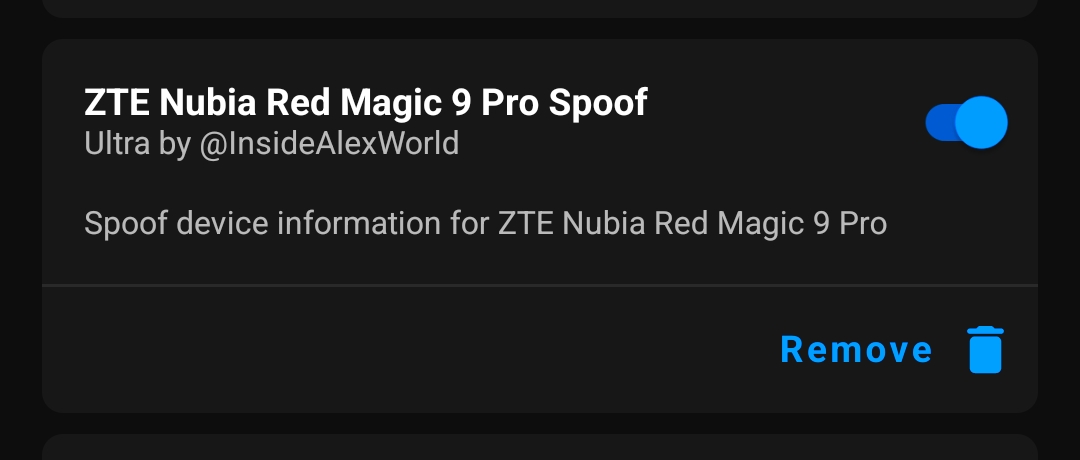 ZTE Nubia Red Magic 9 Pro Spoof
Ultra by @InsideAlexWorld
Spoof device information for ZTE Nubia Red Magic 9 Pro
Remove